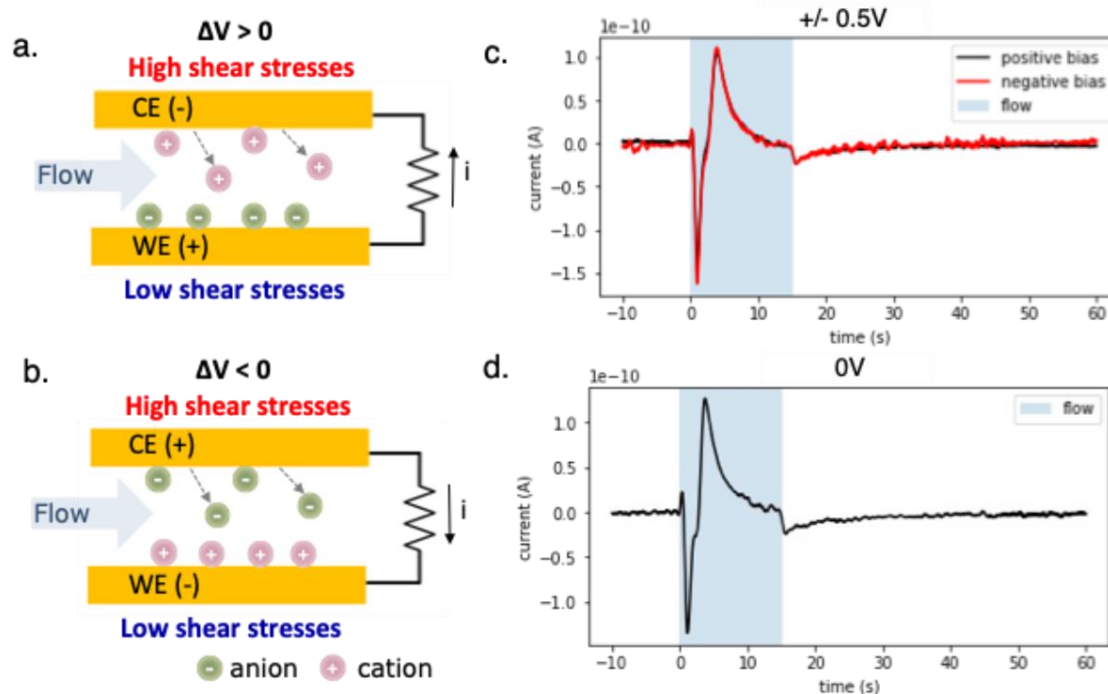 a.
ΔV > 0
High shear stresses
CE (-)
+
+
+
+
Flow
i
-
-
-
-
WE (+)
Low shear stresses
b.
ΔV < 0
High shear stresses
CE (+)
-
-
-
-
Flow
i
+
+
+
+
WE (-)
Low shear stresses
- anion + cation
c.
+/- 0.5V
1e-10
positive bias
negative bias
flow
1.0
0.5
0.0
−0.5
−1.0
−1.5
current (A)
−10 0 10 20 30 40 50 60
time (s)
d.
0V
1e-10
flow
1.0
0.5
0.0
−0.5
−1.0
current (A)
−10 0 10 20 30 40 50 60
time (s)